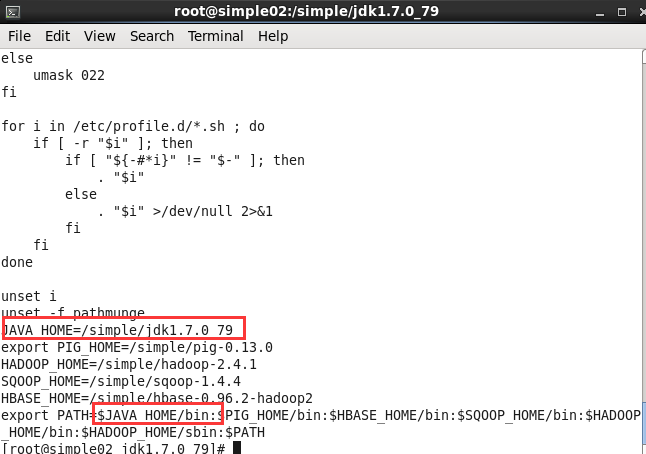 root@simple02:/simple/jdk1.7.0_79
File Edit View Search Terminal Help
else
    umask 022
fi
for i in /etc/profile.d/*.sh ; do
    if [ -r "$i" ]; then
        if [ "${-#*i}" != "$-" ]; then
            . "$i"
        else
            . "$i" >/dev/null 2>&1
        fi
    fi
done
unset i
unset -f pathmunge
JAVA_HOME=/simple/jdk1.7.0_79
export PIG_HOME=/simple/pig-0.13.0
HADOOP_HOME=/simple/hadoop-2.4.1
SQOOP_HOME=/simple/sqoop-1.4.4
HBASE_HOME=/simple/hbase-0.96.2-hadoop2
export PATH=$JAVA_HOME/bin:$PIG_HOME/bin:$HBASE_HOME/bin:$SQOOP_HOME/bin:$HADOOP
_HOME/bin:$HADOOP_HOME/sbin:$PATH
[root@simple02 jdk1.7.0_79]#